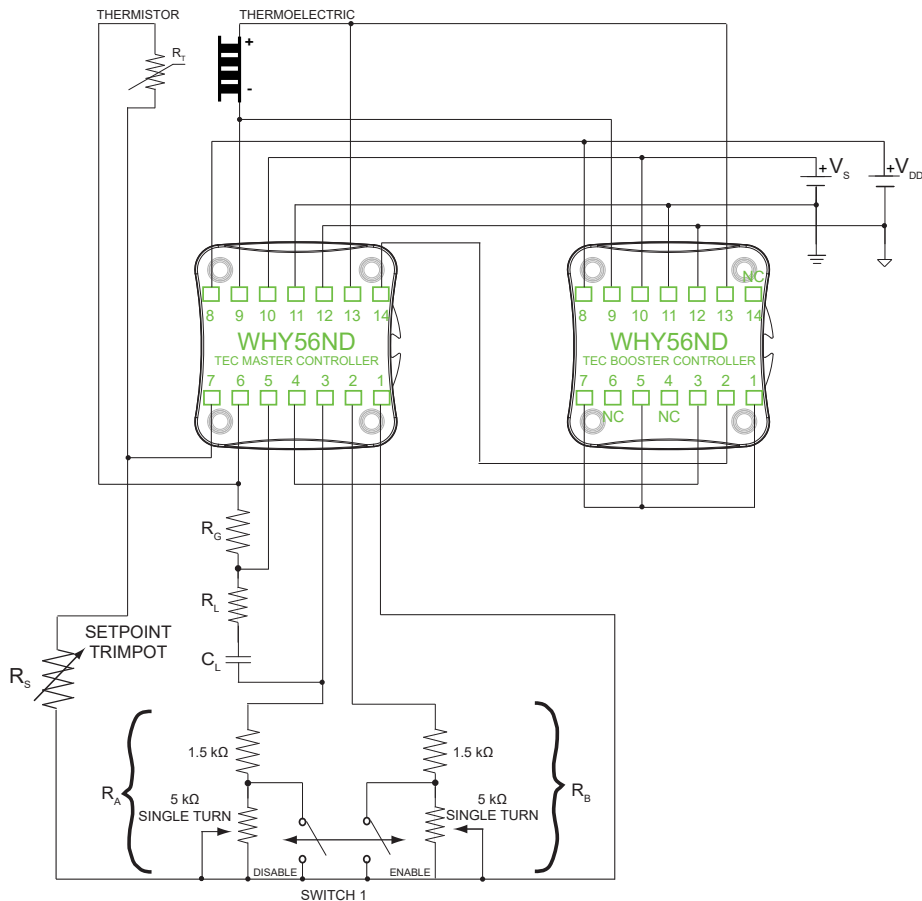 THERMISTOR
THERMOELECTRIC
R_T
+
-
+V_S
+V_DD
NC
8 9 10 11 12 13 14
WHY56ND
TEC MASTER CONTROLLER
7 6 5 4 3 2 1
8 9 10 11 12 13 14
WHY56ND
TEC BOOSTER CONTROLLER
7 6 5 4 3 2 1
NC NC
R_G
R_L
C_L
SETPOINT
TRIMPOT
R_S
R_A
1.5 kΩ
5 kΩ
SINGLE TURN
1.5 kΩ
5 kΩ
SINGLE TURN
R_B
DISABLE
ENABLE
SWITCH 1